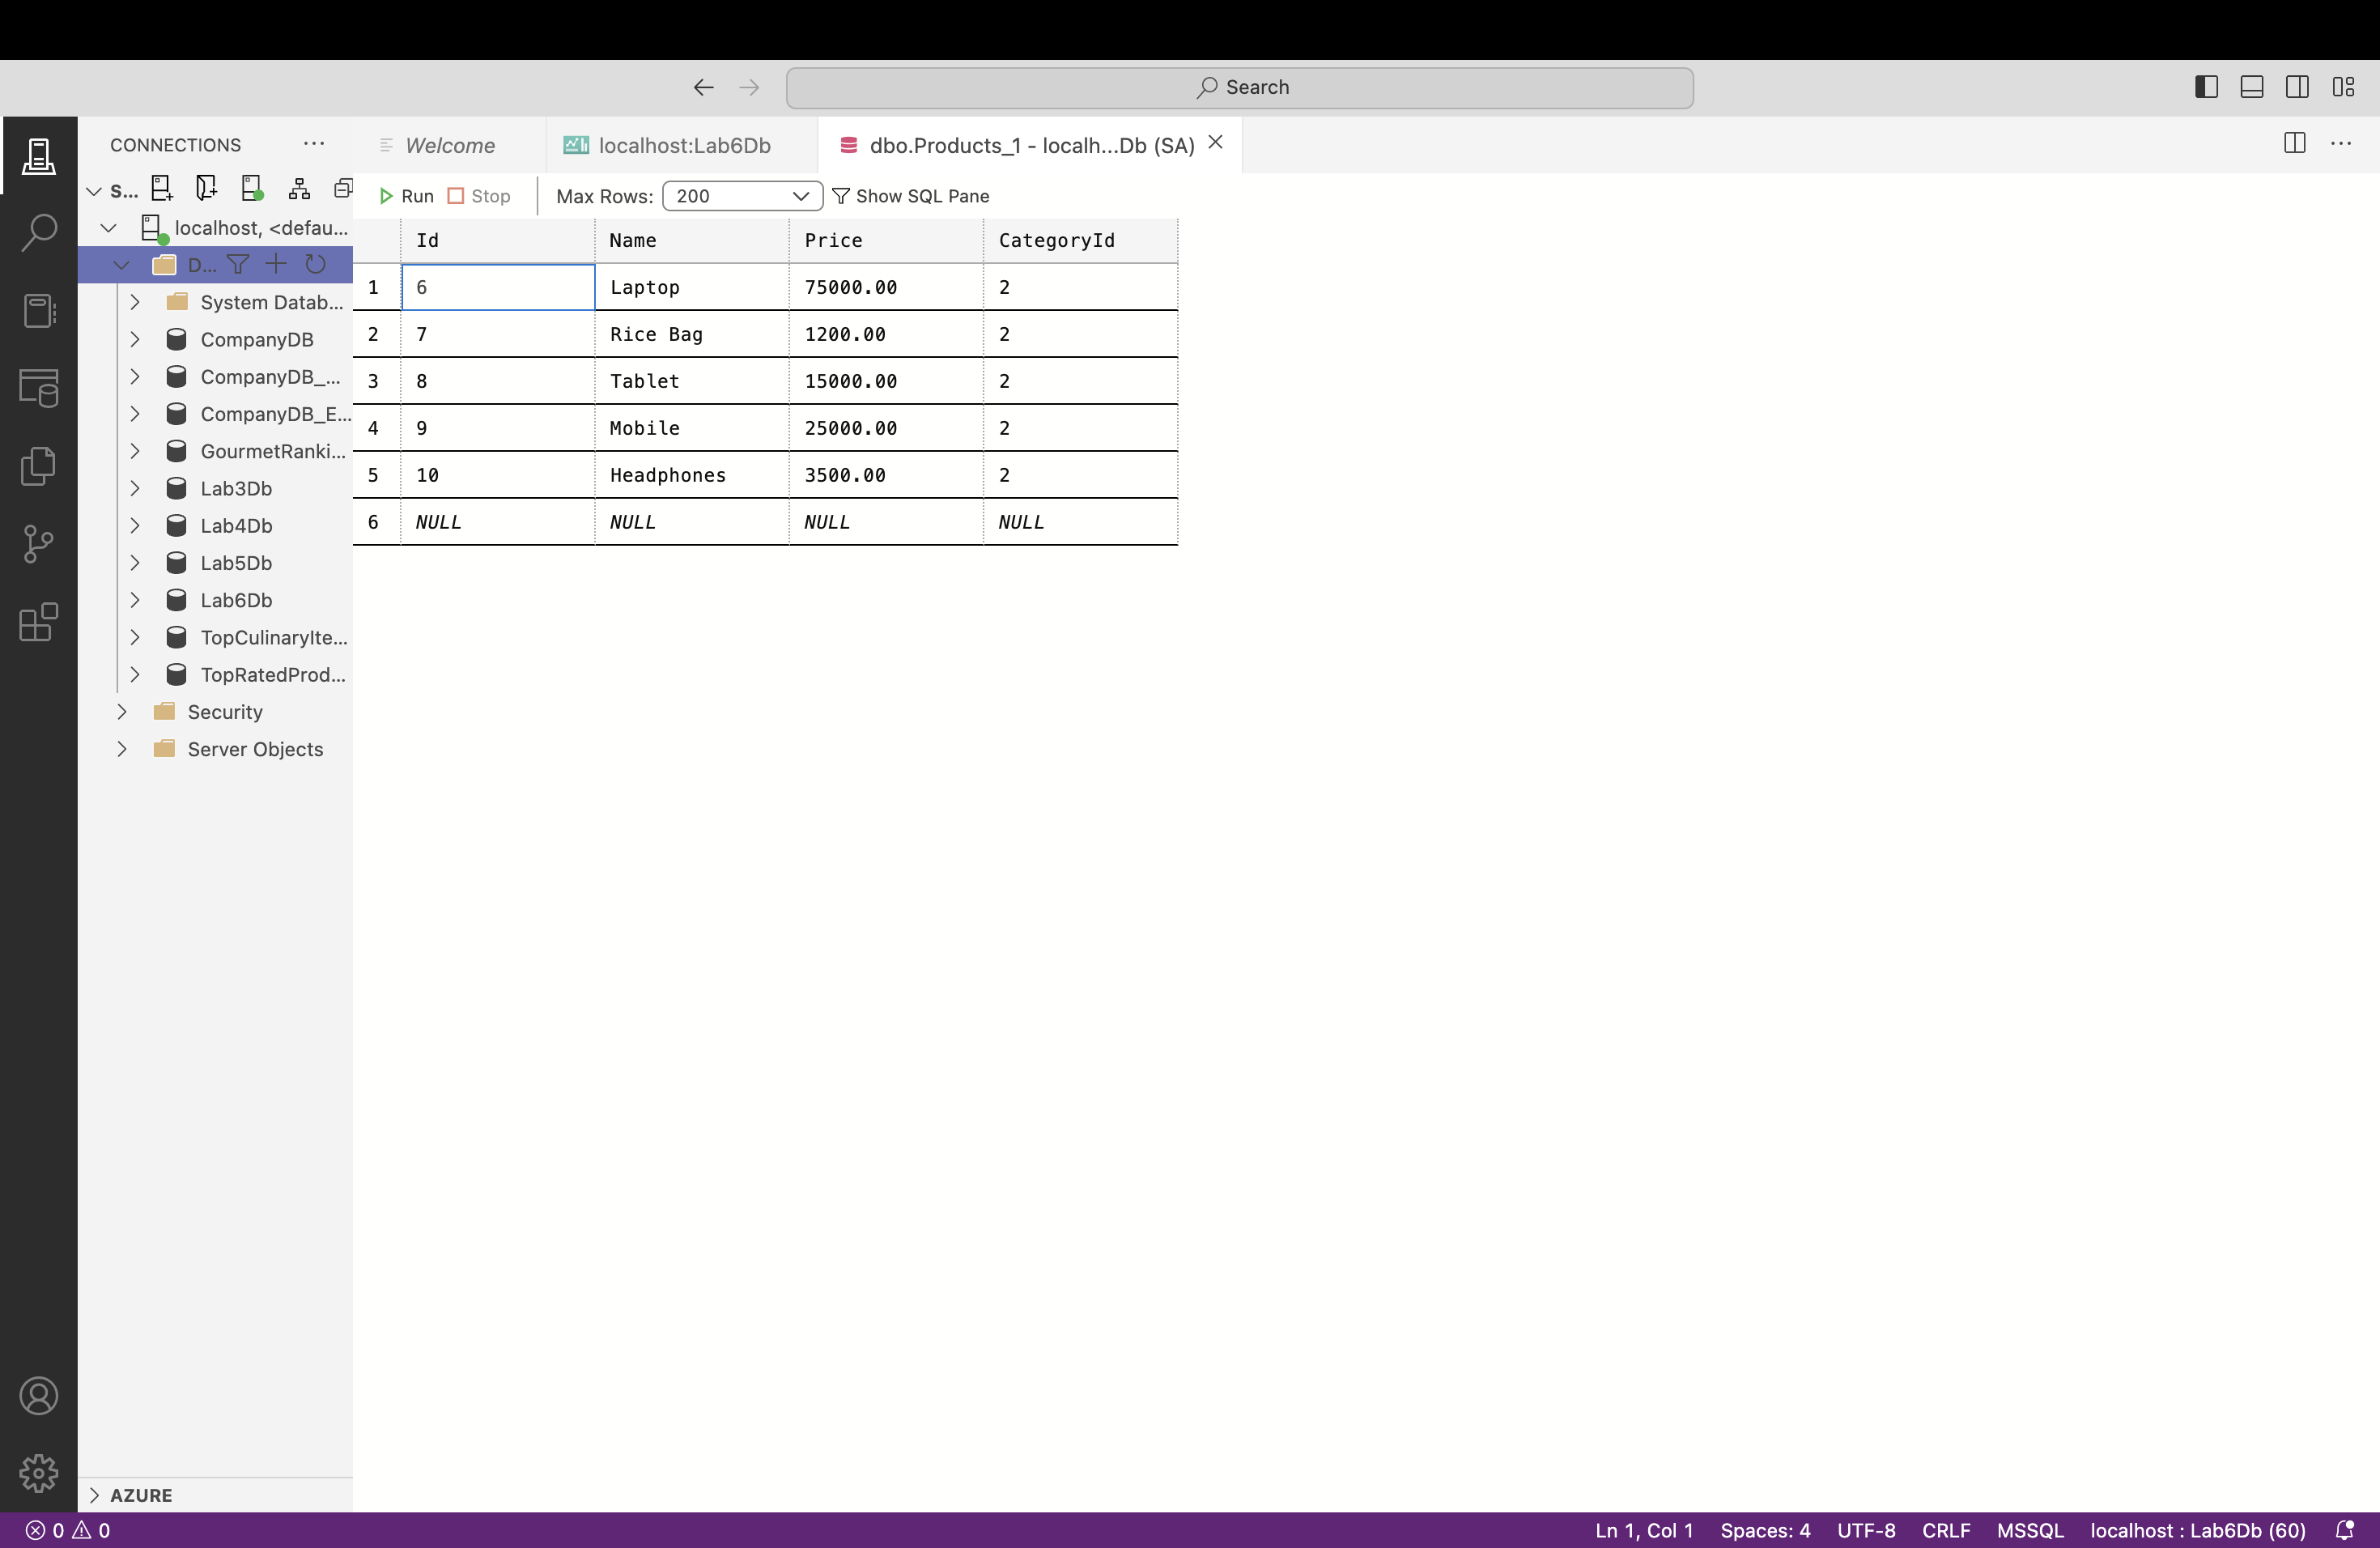 Search
CONNECTIONS
Welcome
localhost:Lab6Db
dbo.Products_1 - localh...Db (SA)
S...
Run
Stop
Max Rows:
200
Show SQL Pane
localhost, <defau...
D...
System Datab...
CompanyDB
CompanyDB_...
CompanyDB_E...
GourmetRanki...
Lab3Db
Lab4Db
Lab5Db
Lab6Db
TopCulinaryIte...
TopRatedProd...
Security
Server Objects
Id Name Price CategoryId
1 6 Laptop 75000.00 2
2 7 Rice Bag 1200.00 2
3 8 Tablet 15000.00 2
4 9 Mobile 25000.00 2
5 10 Headphones 3500.00 2
6 NULL NULL NULL NULL
AZURE
0 0
Ln 1, Col 1 Spaces: 4 UTF-8 CRLF MSSQL localhost : Lab6Db (60)